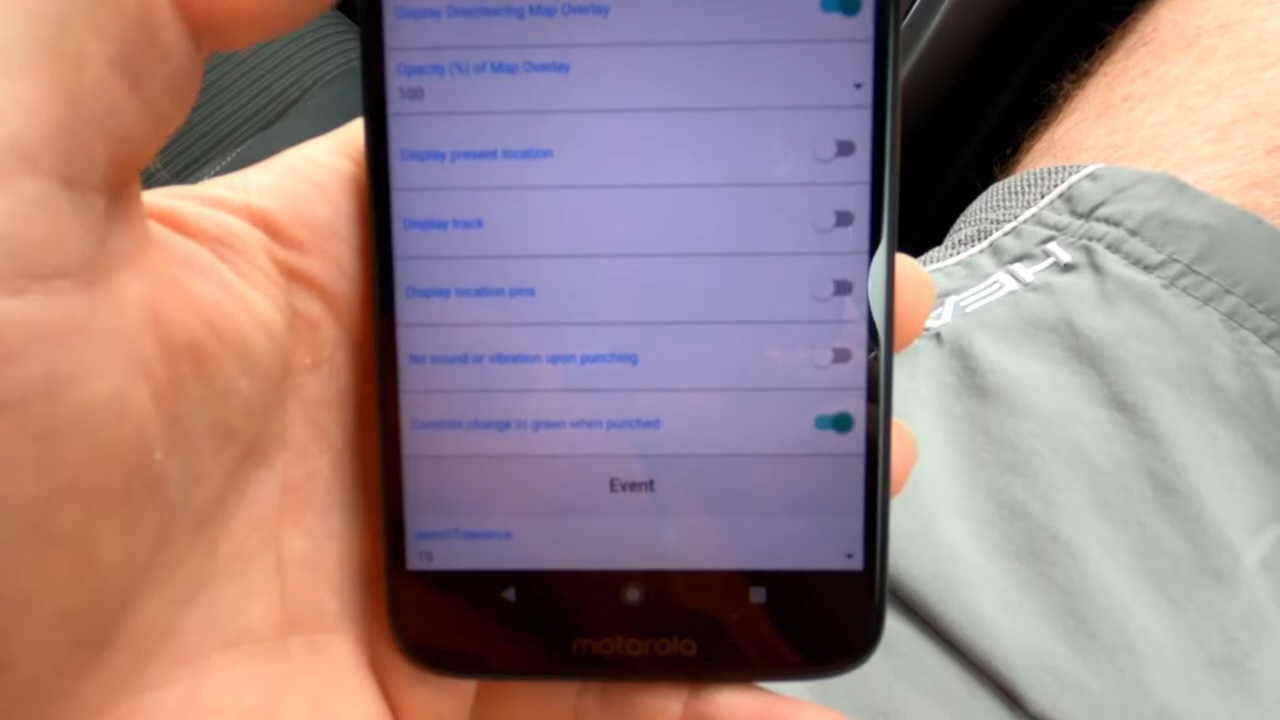 Display Orienteering Map Overlay
Opacity (%) of Map Overlay
100
Display present location
Display track
Display location pins
No sound or vibration upon punching
Controls change to green when punched
Event
punchTolerance
15
motorola
HEA